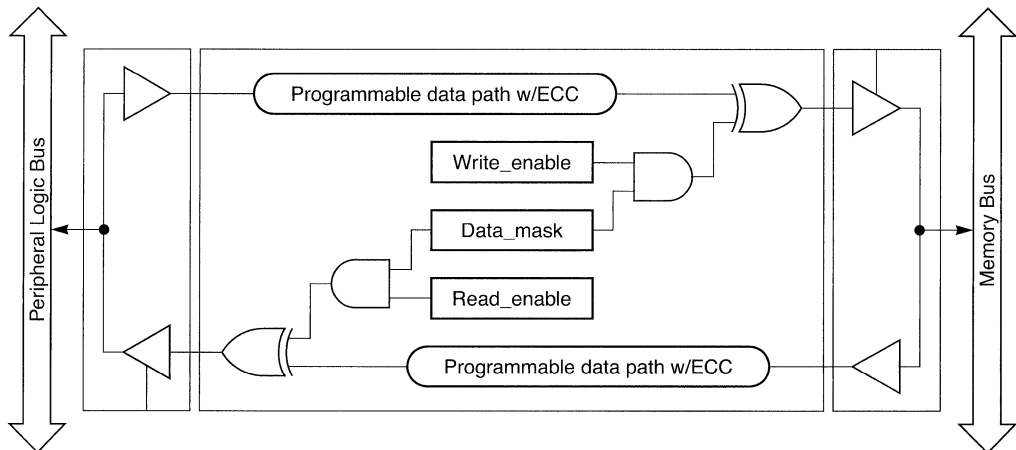 Peripheral Logic Bus
Programmable data path w/ECC
Write_enable
Data_mask
Read_enable
Programmable data path w/ECC
Memory Bus